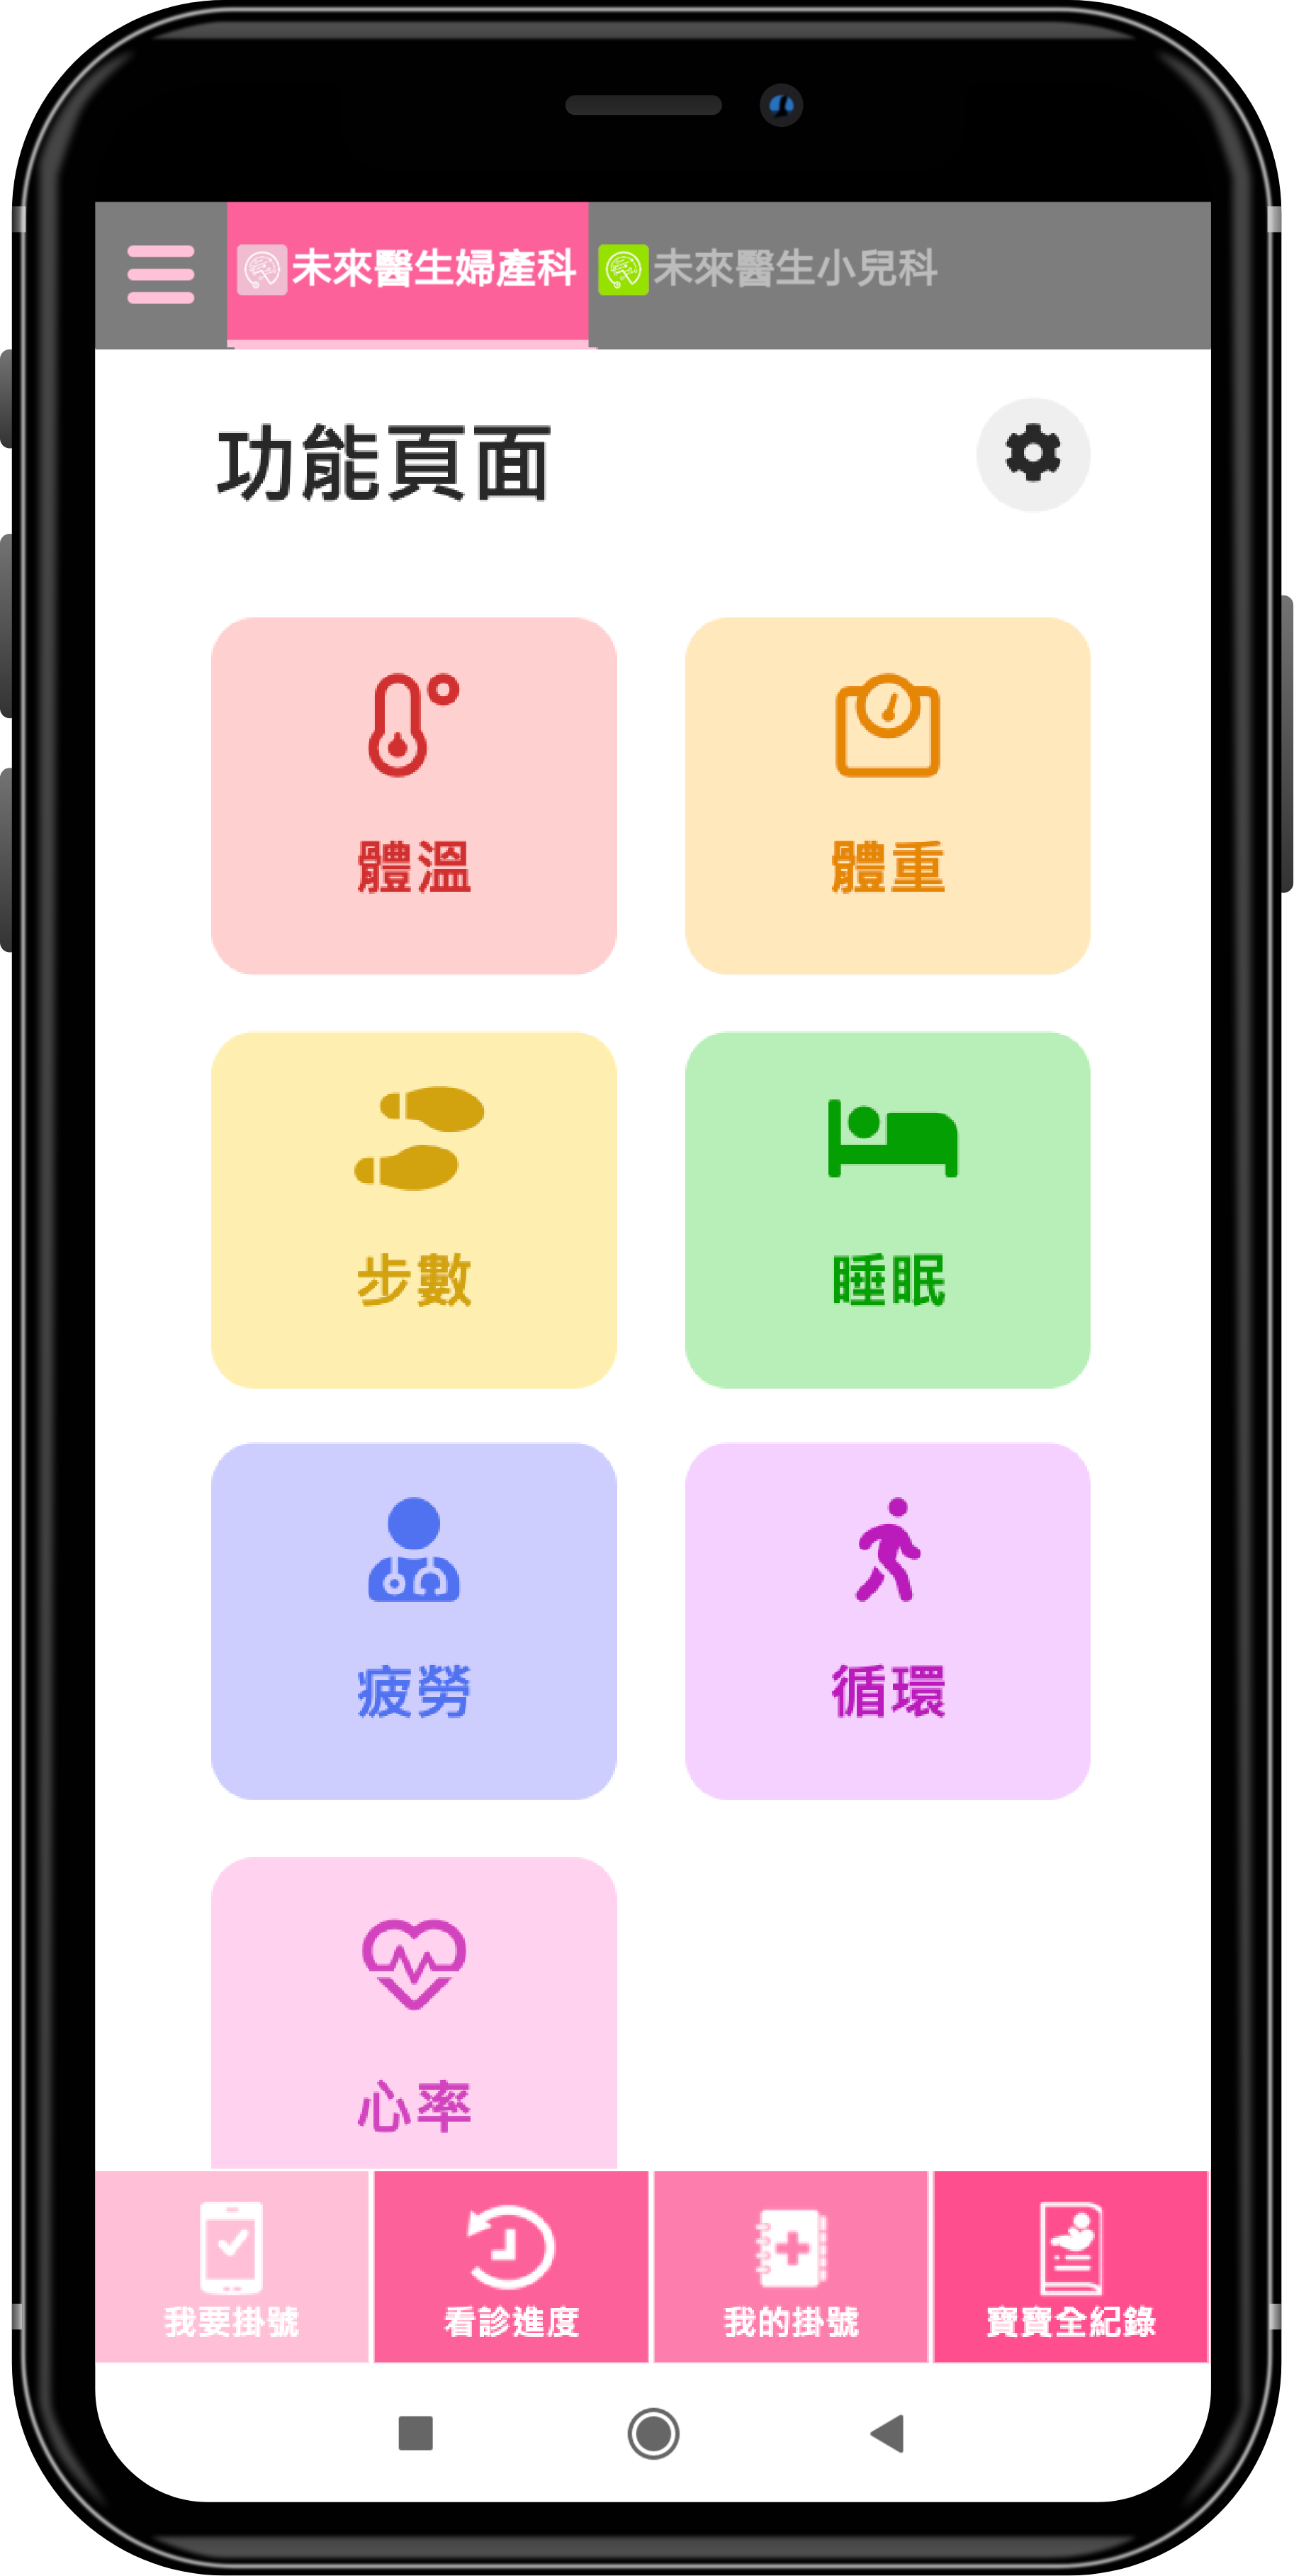 未來醫生婦產科 未來醫生小兒科
功能頁面
體溫 體重
步數 睡眠
疲勞 循環
心率
我要掛號 看診進度 我的掛號 寶寶全紀錄